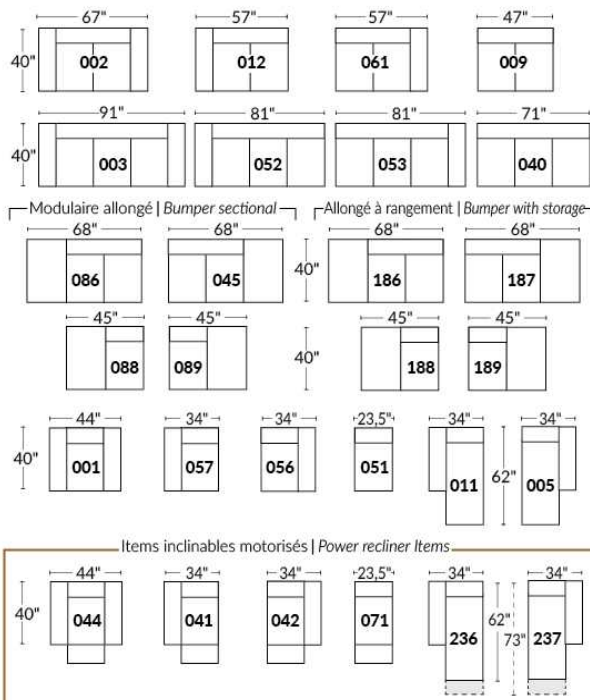 67" 57" 57" 47"
40" 002 012 061 009
91" 81" 81" 71"
40" 003 052 053 040
Modulaire allongé | Bumper sectional Allongé à rangement | Bumper with storage
68" 68" 68" 68"
086 045 40" 186 187
45" 45" 45" 45"
088 089 40" 188 189
44" 34" 34" 23,5" 34" 34"
40" 001 057 056 051 011 62" 005
Items inclinables motorisés | Power recliner Items
44" 34" 34" 23,5" 34" 34"
40" 044 041 042 071 236 62" 73" 237